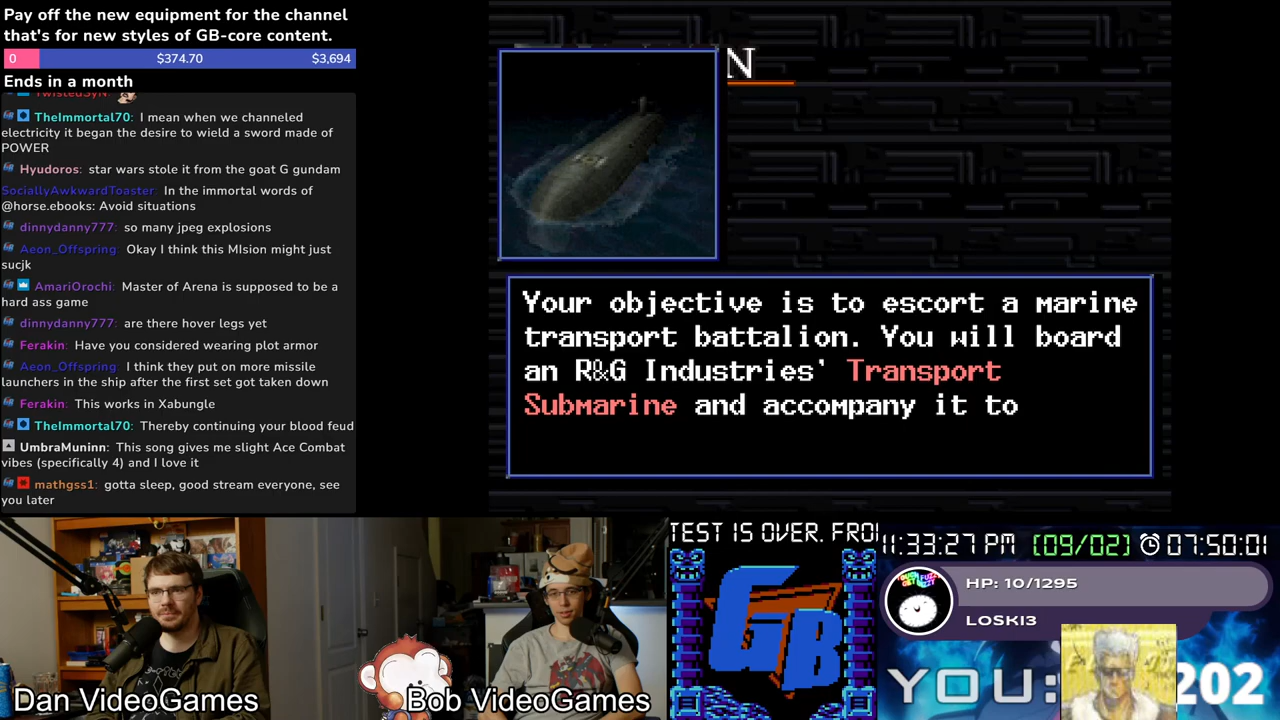 Pay off the new equipment for the channel
that's for new styles of GB-core content.
0 $374.70 $3,694
Ends in a month
TwistedSyN:
TheImmortal70: I mean when we channeled
electricity it began the desire to wield a sword made of
POWER
Hyudoros: star wars stole it from the goat G gundam
SociallyAwkwardToaster: In the immortal words of
@horse.ebooks: Avoid situations
dinnydanny777: so many jpeg explosions
Aeon_Offspring: Okay I think this MIsion might just
sucjk
AmariOrochi: Master of Arena is supposed to be a
hard ass game
dinnydanny777: are there hover legs yet
Ferakin: Have you considered wearing plot armor
Aeon_Offspring: I think they put on more missile
launchers in the ship after the first set got taken down
Ferakin: This works in Xabungle
TheImmortal70: Thereby continuing your blood feud
UmbraMuninn: This song gives me slight Ace Combat
vibes (specifically 4) and I love it
mathgss1: gotta sleep, good stream everyone, see
you later
N
Your objective is to escort a marine
transport battalion. You will board
an R&G Industries' Transport
Submarine and accompany it to
TEST IS OVER. FRO
11:33:27 PM [09/02] 07:50:01
HP: 10/1295
LOSKI3
GB
YOU: 202
Dan VideoGames
Bob VideoGames